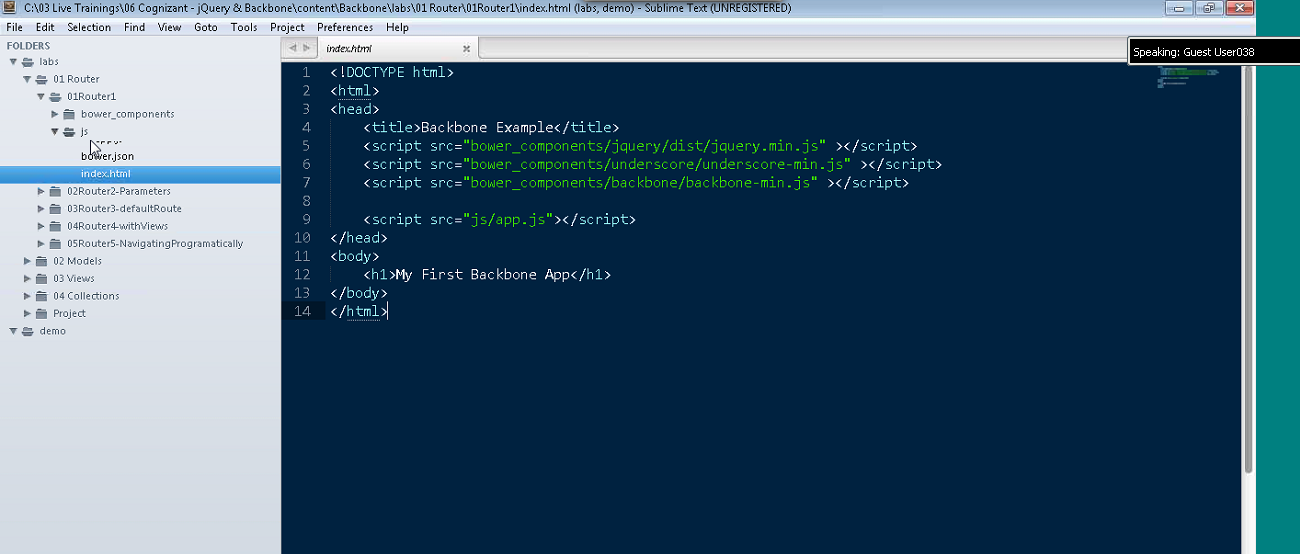 C:\03 Live Trainings\06 Cognizant - jQuery & Backbone\content\Backbone\labs\01 Router\01Router1\index.html (labs, demo) - Sublime Text (UNREGISTERED)
File Edit Selection Find View Goto Tools Project Preferences Help
Speaking: Guest User038
FOLDERS
labs
01 Router
01Router1
bower_components
js
bower.json
index.html
02Router2-Parameters
03Router3-defaultRoute
04Router4-withViews
05Router5-NavigatingProgramatically
02 Models
03 Views
04 Collections
Project
demo
index.html
1 <!DOCTYPE html>
2 <html>
3 <head>
4 <title>Backbone Example</title>
5 <script src="bower_components/jquery/dist/jquery.min.js" ></script>
6 <script src="bower_components/underscore/underscore-min.js" ></script>
7 <script src="bower_components/backbone/backbone-min.js" ></script>
8
9 <script src="js/app.js"></script>
10 </head>
11 <body>
12 <h1>My First Backbone App</h1>
13 </body>
14 </html>